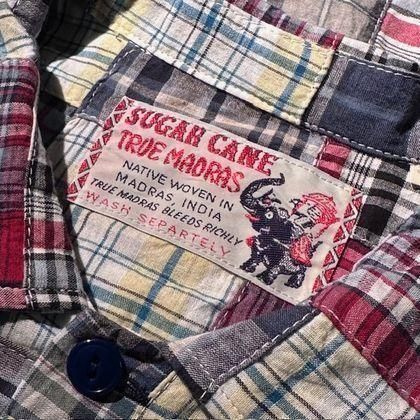 SUGAR CANE
TRUE MADRAS
NATIVE WOVEN IN
MADRAS, INDIA
TRUE MADRAS BLEEDS RICHLY
WASH SEPARTELY